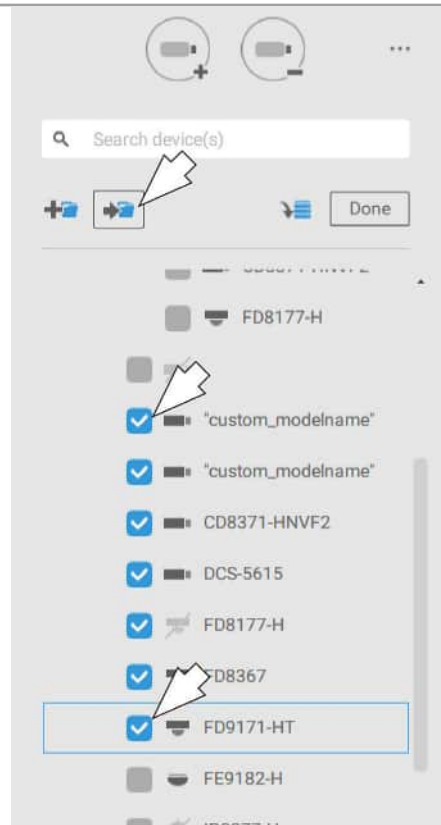 Search device(s)
Done
FD8177-H
"custom_modelname"
"custom_modelname"
CD8371-HNVF2
DCS-5615
FD8177-H
FD8367
FD9171-HT
FE9182-H